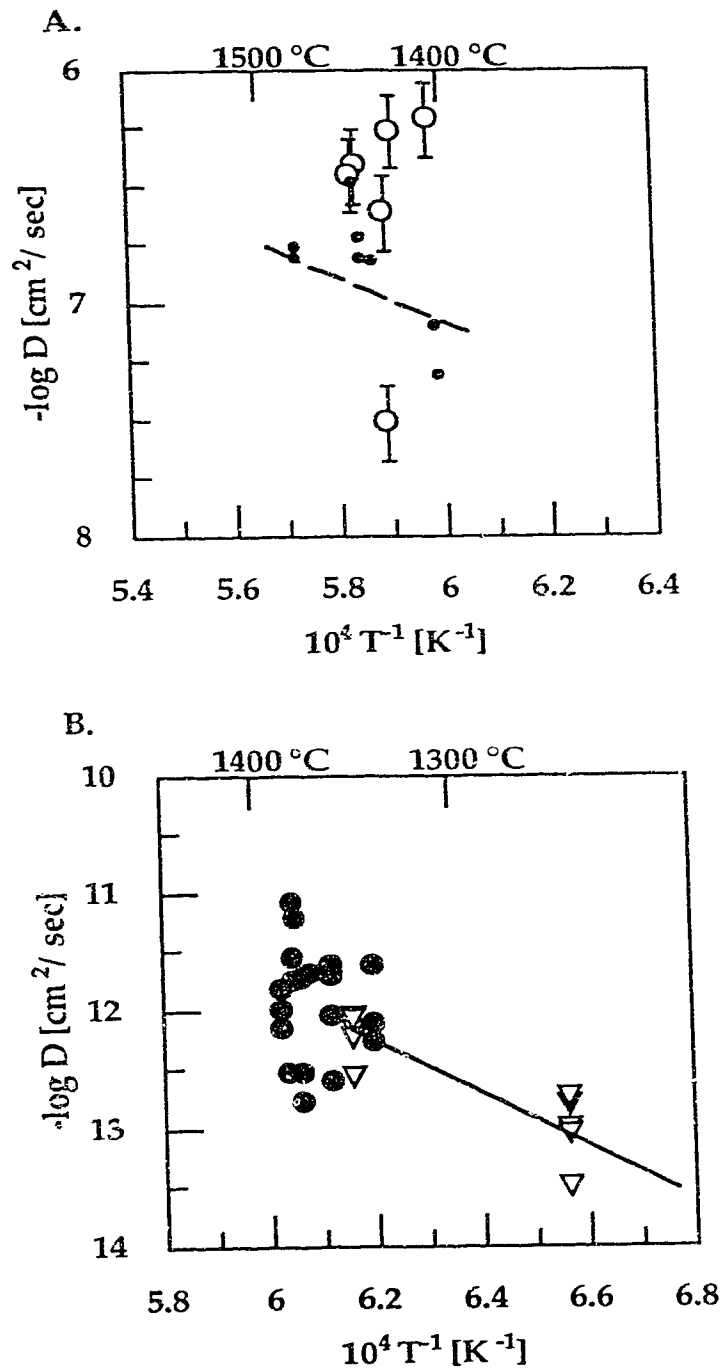 A.
1500 °C 1400 °C
6
7
8
-log D [cm²/ sec]
5.4 5.6 5.8 6 6.2 6.4
10⁴ T⁻¹ [K⁻¹]
B.
1400 °C 1300 °C
10
11
12
13
14
-log D [cm²/ sec]
5.8 6 6.2 6.4 6.6 6.8
10⁴ T⁻¹ [K⁻¹]